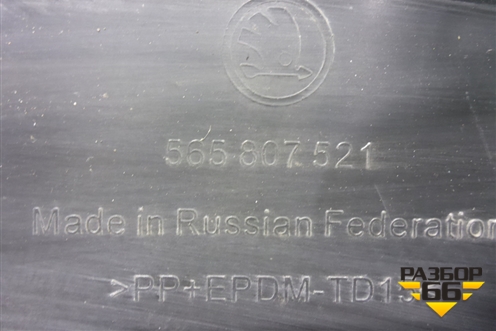 565 807 521
Made in Russian Federation
>PP+EPDM-TD15
РАЗБОР
66